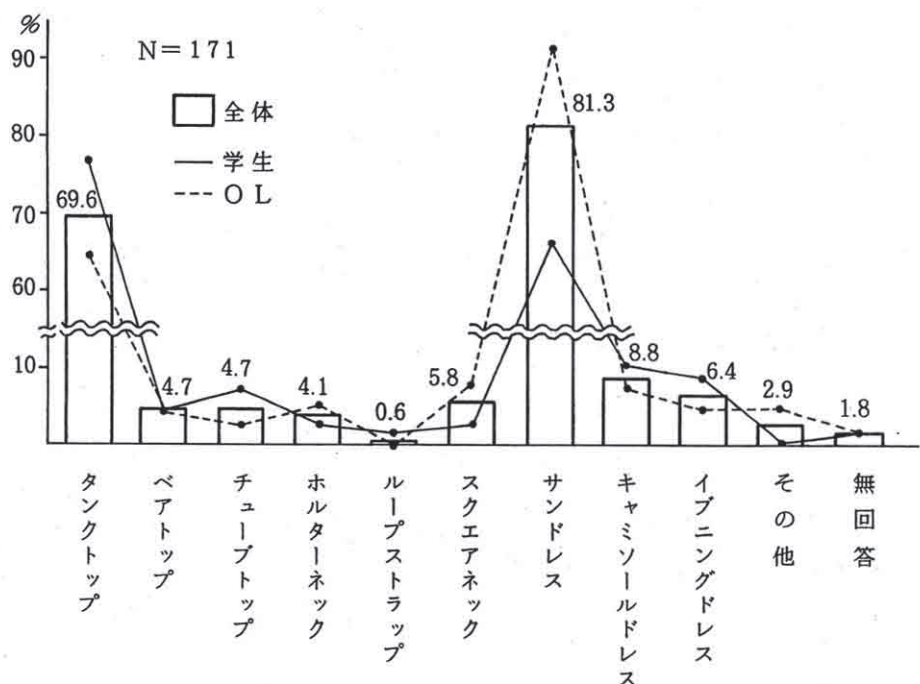 %
N=171
90
80
70
60
10
全体
学生
OL
69.6
4.7
4.7
4.1
0.6
5.8
81.3
8.8
6.4
2.9
1.8
タンクトップ
ベアトップ
チューブトップ
ホルターネック
ループストラップ
スクエアネック
サンドレス
キャミソールドレス
イブニングドレス
その他
無回答